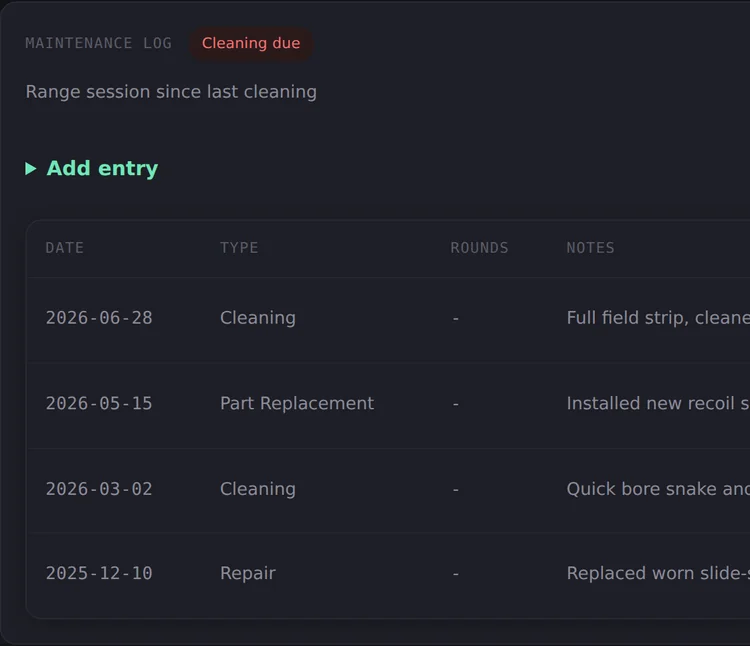 MAINTENANCE LOG Cleaning due
Range session since last cleaning
Add entry
DATE TYPE ROUNDS NOTES
2026-06-28 Cleaning - Full field strip, cleane
2026-05-15 Part Replacement - Installed new recoil s
2026-03-02 Cleaning - Quick bore snake and
2025-12-10 Repair - Replaced worn slide-s